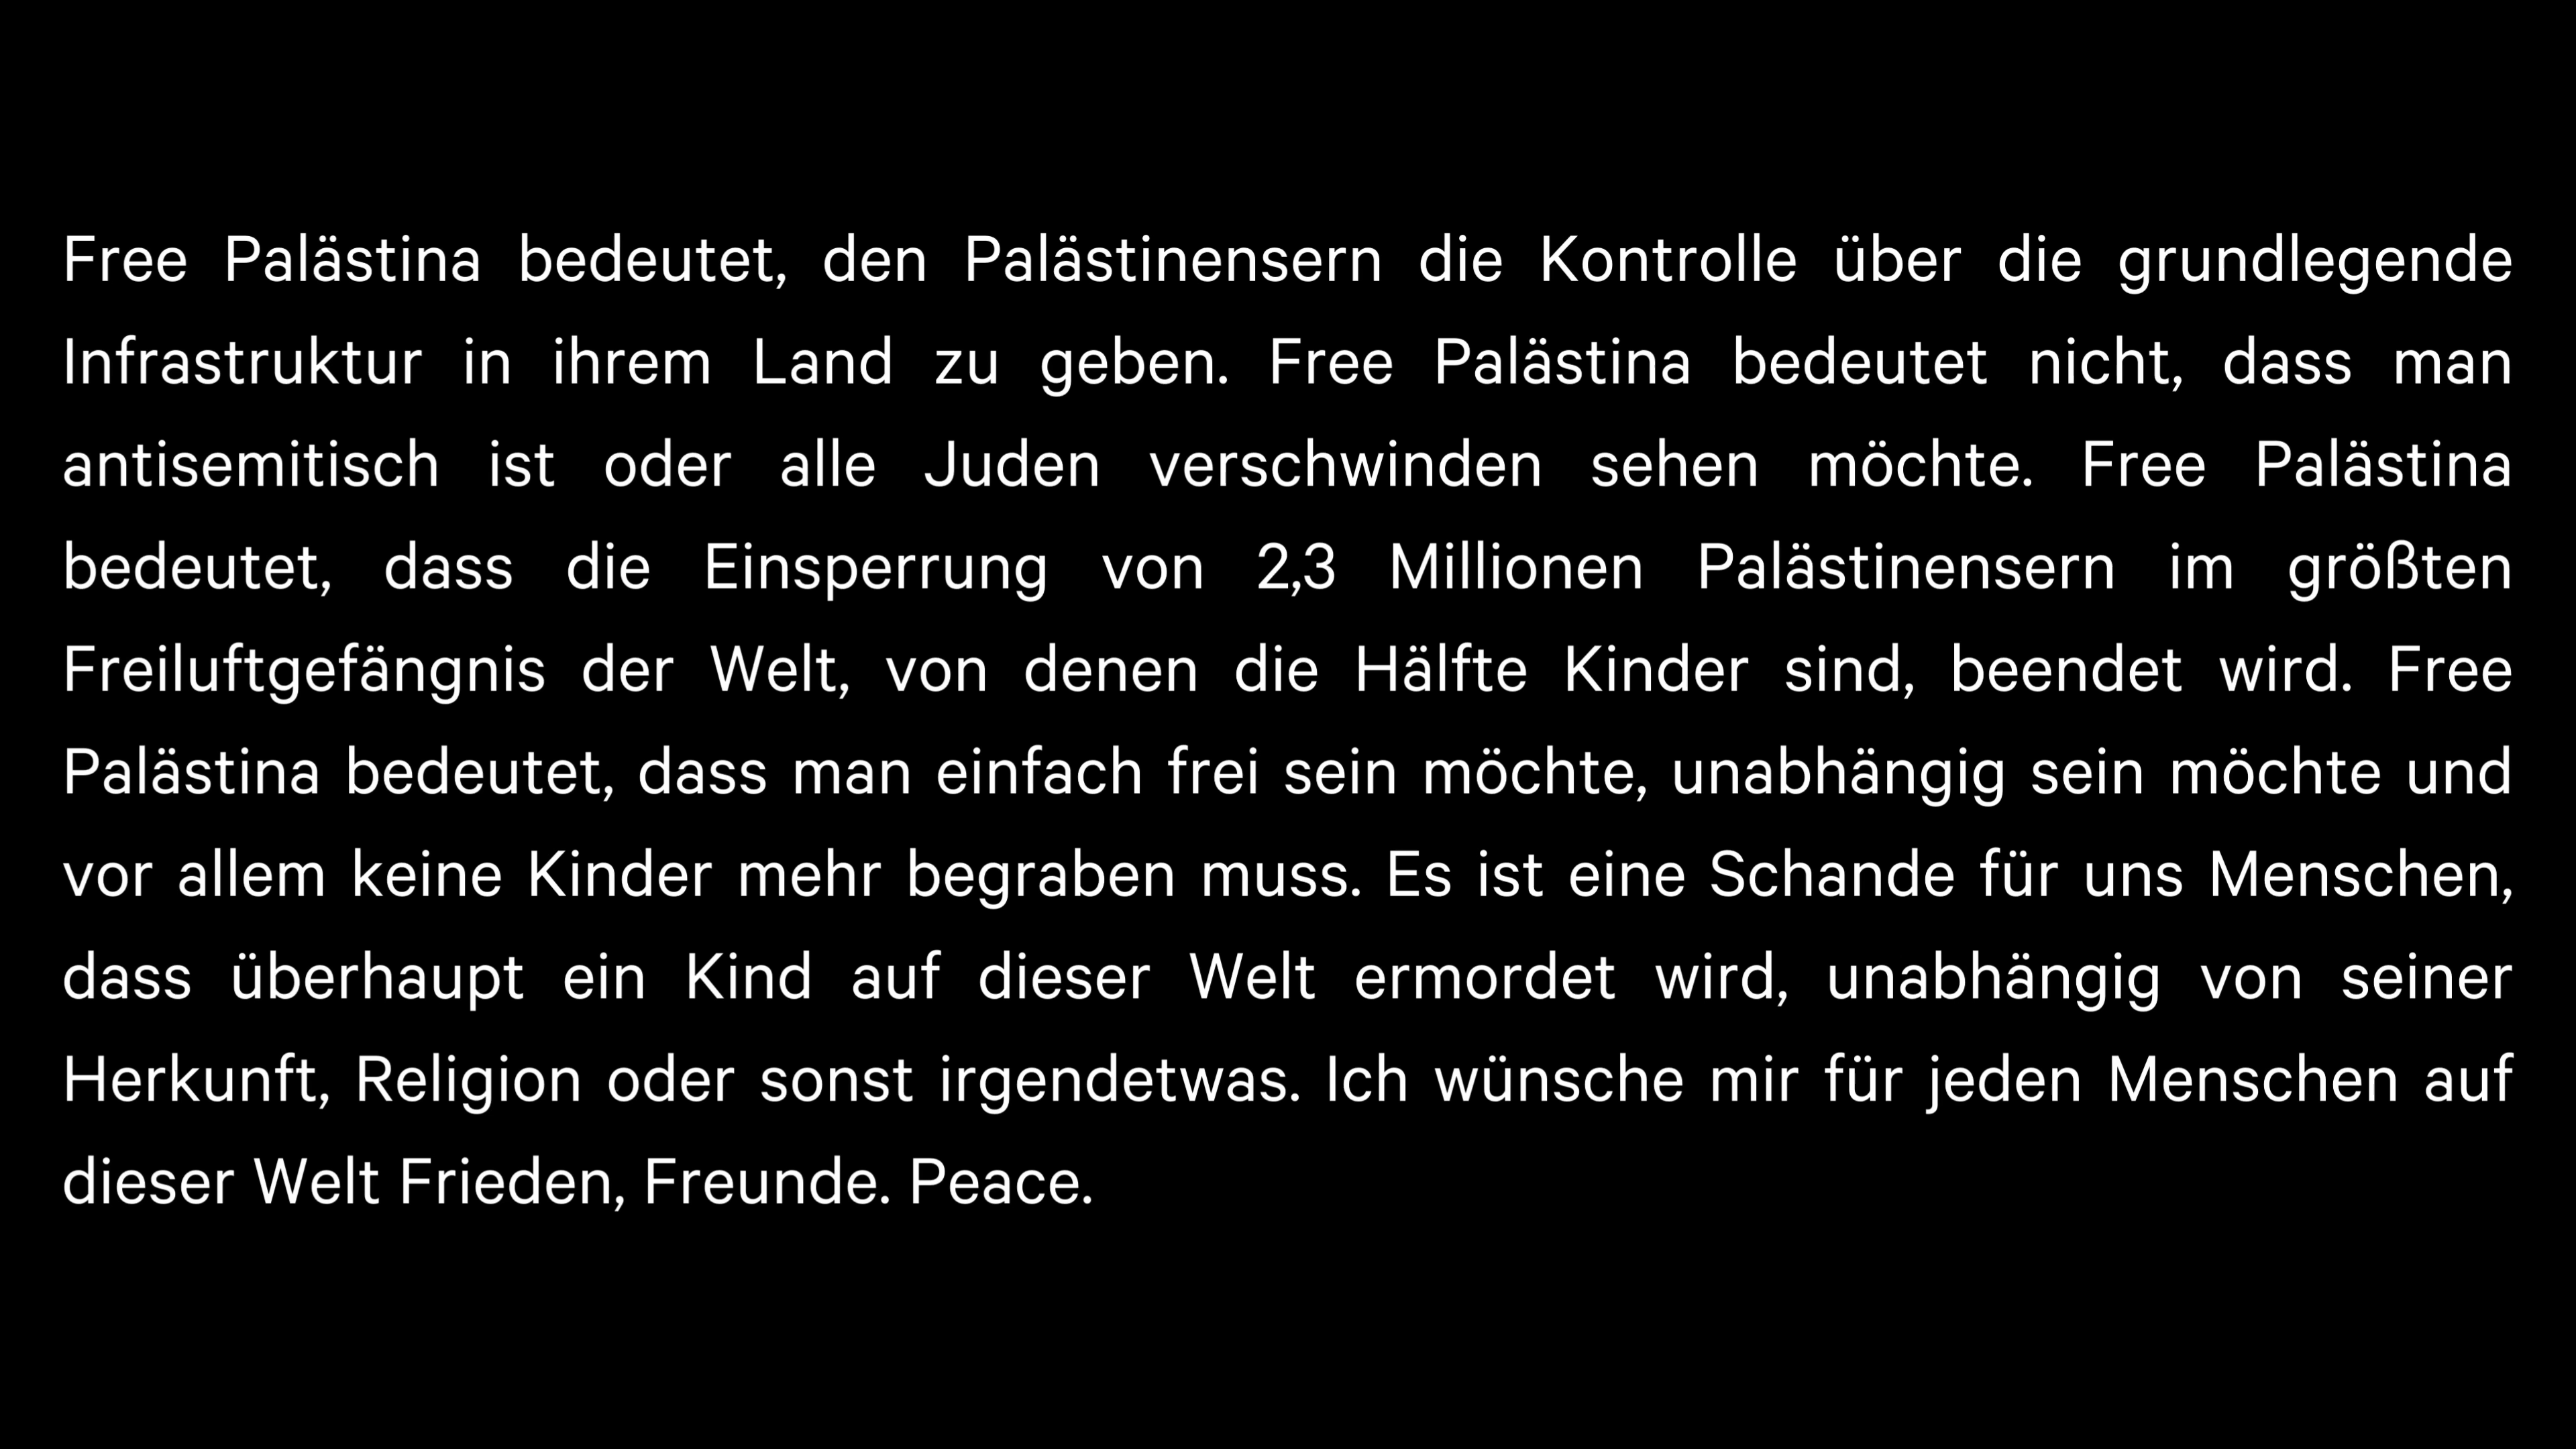 Free Palästina bedeutet, den Palästinensern die Kontrolle über die grundlegende
Infrastruktur in ihrem Land zu geben. Free Palästina bedeutet nicht, dass man
antisemitisch ist oder alle Juden verschwinden sehen möchte. Free Palästina
bedeutet, dass die Einsperrung von 2,3 Millionen Palästinensern im größten
Freiluftgefängnis der Welt, von denen die Hälfte Kinder sind, beendet wird. Free
Palästina bedeutet, dass man einfach frei sein möchte, unabhängig sein möchte und
vor allem keine Kinder mehr begraben muss. Es ist eine Schande für uns Menschen,
dass überhaupt ein Kind auf dieser Welt ermordet wird, unabhängig von seiner
Herkunft, Religion oder sonst irgendetwas. Ich wünsche mir für jeden Menschen auf
dieser Welt Frieden, Freunde. Peace.